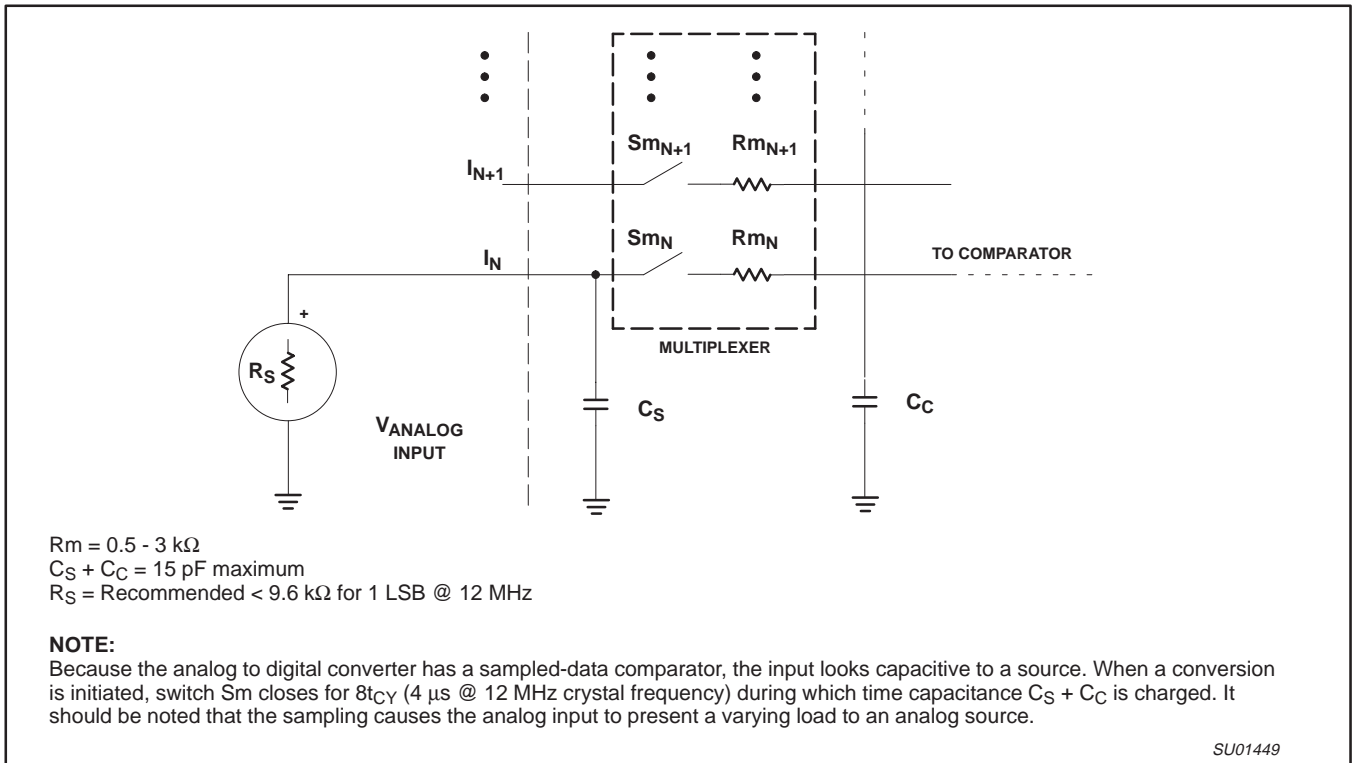 Sm_N+1 Rm_N+1
I_N+1
Sm_N Rm_N
I_N
TO COMPARATOR
+
MULTIPLEXER
R_S
C_S
C_C
V_ANALOG
INPUT
Rm = 0.5 - 3 kΩ
C_S + C_C = 15 pF maximum
R_S = Recommended < 9.6 kΩ for 1 LSB @ 12 MHz
NOTE:
Because the analog to digital converter has a sampled-data comparator, the input looks capacitive to a source. When a conversion
is initiated, switch Sm closes for 8t_CY (4 μs @ 12 MHz crystal frequency) during which time capacitance C_S + C_C is charged. It
should be noted that the sampling causes the analog input to present a varying load to an analog source.
SU01449